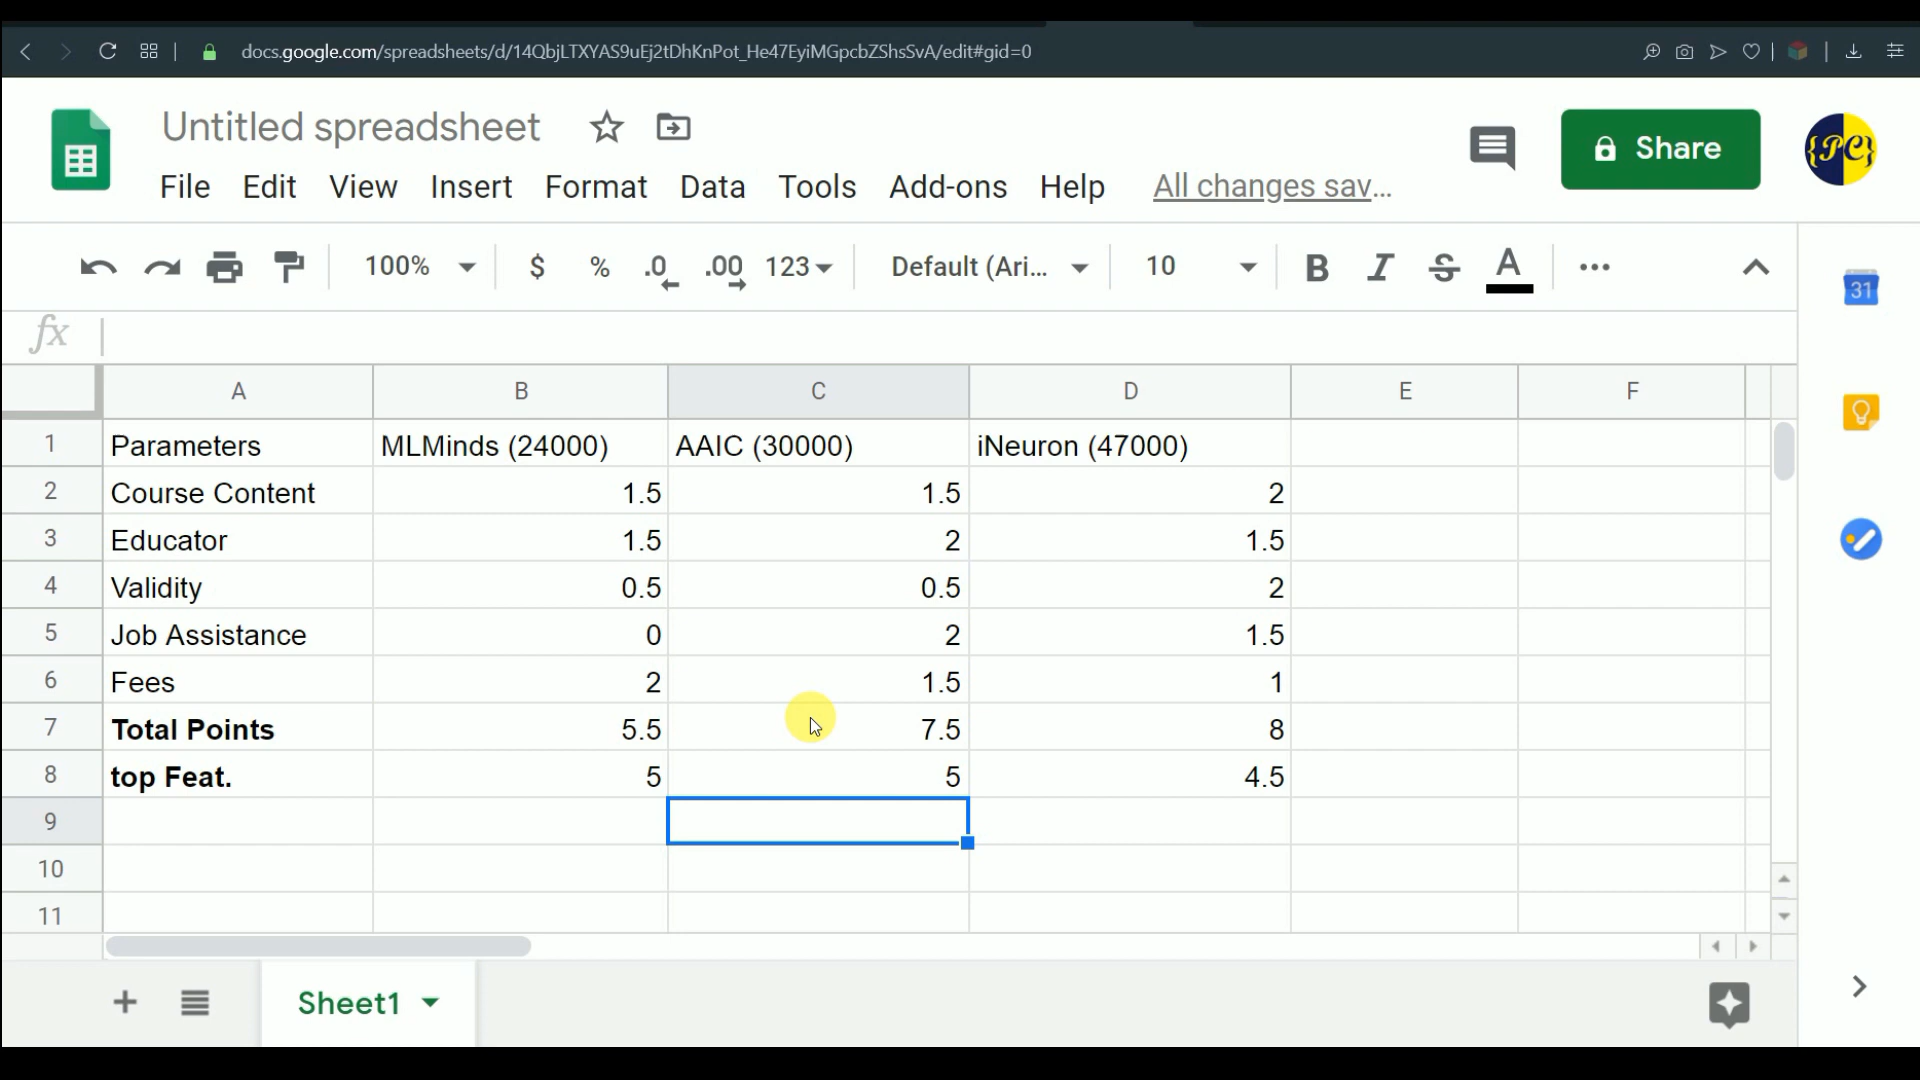 docs.google.com/spreadsheets/d/14QbjLTXYAS9uEj2tDhKnPot_He47EyiMGpcbZShsSvA/edit#gid=0
Untitled spreadsheet
Share
{PC}
File Edit View Insert Format Data Tools Add-ons Help All changes sav...
100% $ % .0 .00 123 Default (Ari... 10 B I S A
31
fx
A B C D E F
1 Parameters MLMinds (24000) AAIC (30000) iNeuron (47000)
2 Course Content 1.5 1.5 2
3 Educator 1.5 2 1.5
4 Validity 0.5 0.5 2
5 Job Assistance 0 2 1.5
6 Fees 2 1.5 1
7 Total Points 5.5 7.5 8
8 top Feat. 5 5 4.5
9
10
11
Sheet1